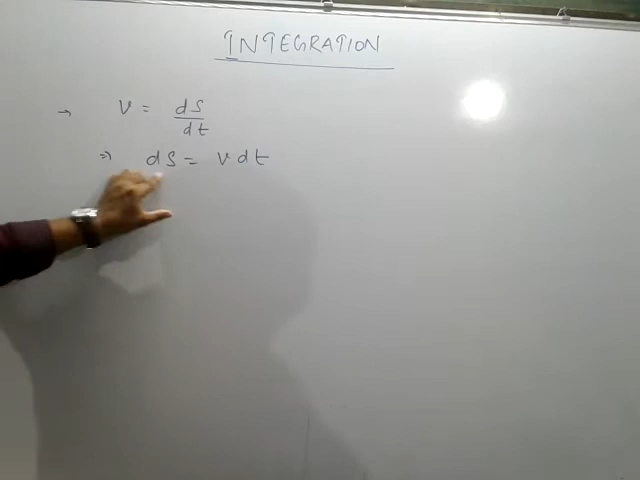 INTEGRATION
→ v = ds/dt
⇒ ds = v dt